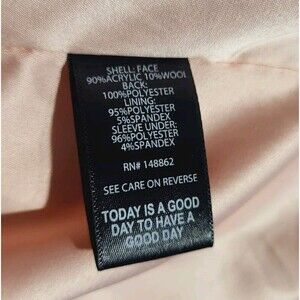 SHELL: FACE
90%ACRYLIC 10%WOOL
BACK:
100%POLYESTER
LINING:
95%POLYESTER
5%SPANDEX
SLEEVE UNDER:
96%POLYESTER
4%SPANDEX
RN# 148862
SEE CARE ON REVERSE
TODAY IS A GOOD
DAY TO HAVE A
GOOD DAY